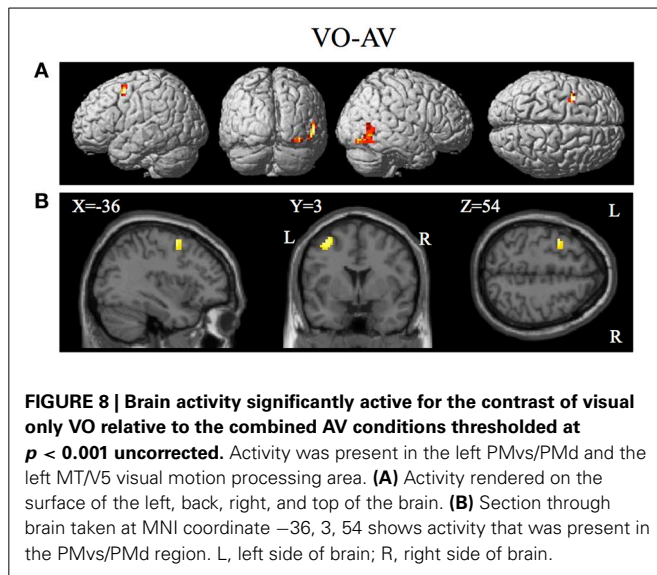 VO-AV
A
B
X=-36
Y=3
Z=54
L
L
R
R
FIGURE 8 | Brain activity significantly active for the contrast of visual
only VO relative to the combined AV conditions thresholded at
p < 0.001 uncorrected. Activity was present in the left PMvs/PMd and the
left MT/V5 visual motion processing area. (A) Activity rendered on the
surface of the left, back, right, and top of the brain. (B) Section through
brain taken at MNI coordinate −36, 3, 54 shows activity that was present in
the PMvs/PMd region. L, left side of brain; R, right side of brain.